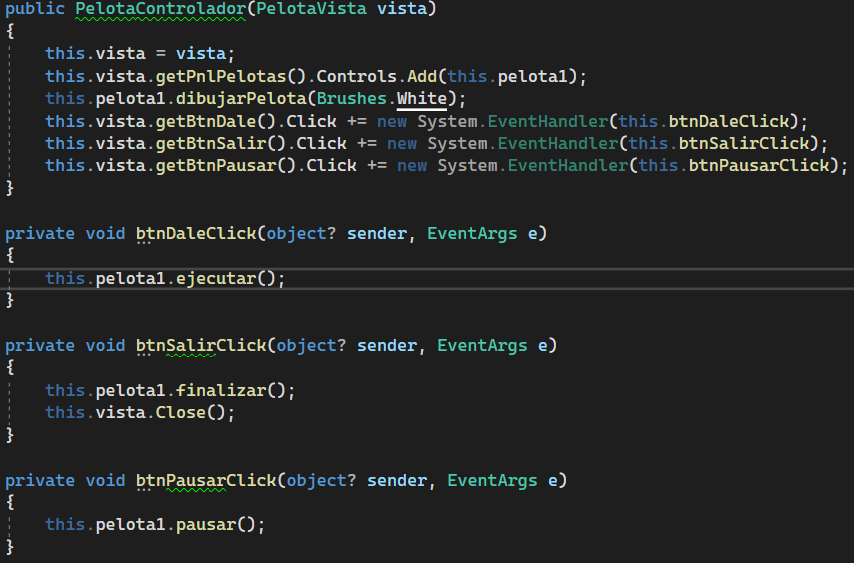 public PelotaControlador(PelotaVista vista)
{
    this.vista = vista;
    this.vista.getPnlPelotas().Controls.Add(this.pelota1);
    this.pelota1.dibujarPelota(Brushes.White);
    this.vista.getBtnDale().Click += new System.EventHandler(this.btnDaleClick);
    this.vista.getBtnSalir().Click += new System.EventHandler(this.btnSalirClick);
    this.vista.getBtnPausar().Click += new System.EventHandler(this.btnPausarClick);
}
private void btnDaleClick(object? sender, EventArgs e)
{
    this.pelota1.ejecutar();
}
private void btnSalirClick(object? sender, EventArgs e)
{
    this.pelota1.finalizar();
    this.vista.Close();
}
private void btnPausarClick(object? sender, EventArgs e)
{
    this.pelota1.pausar();
}